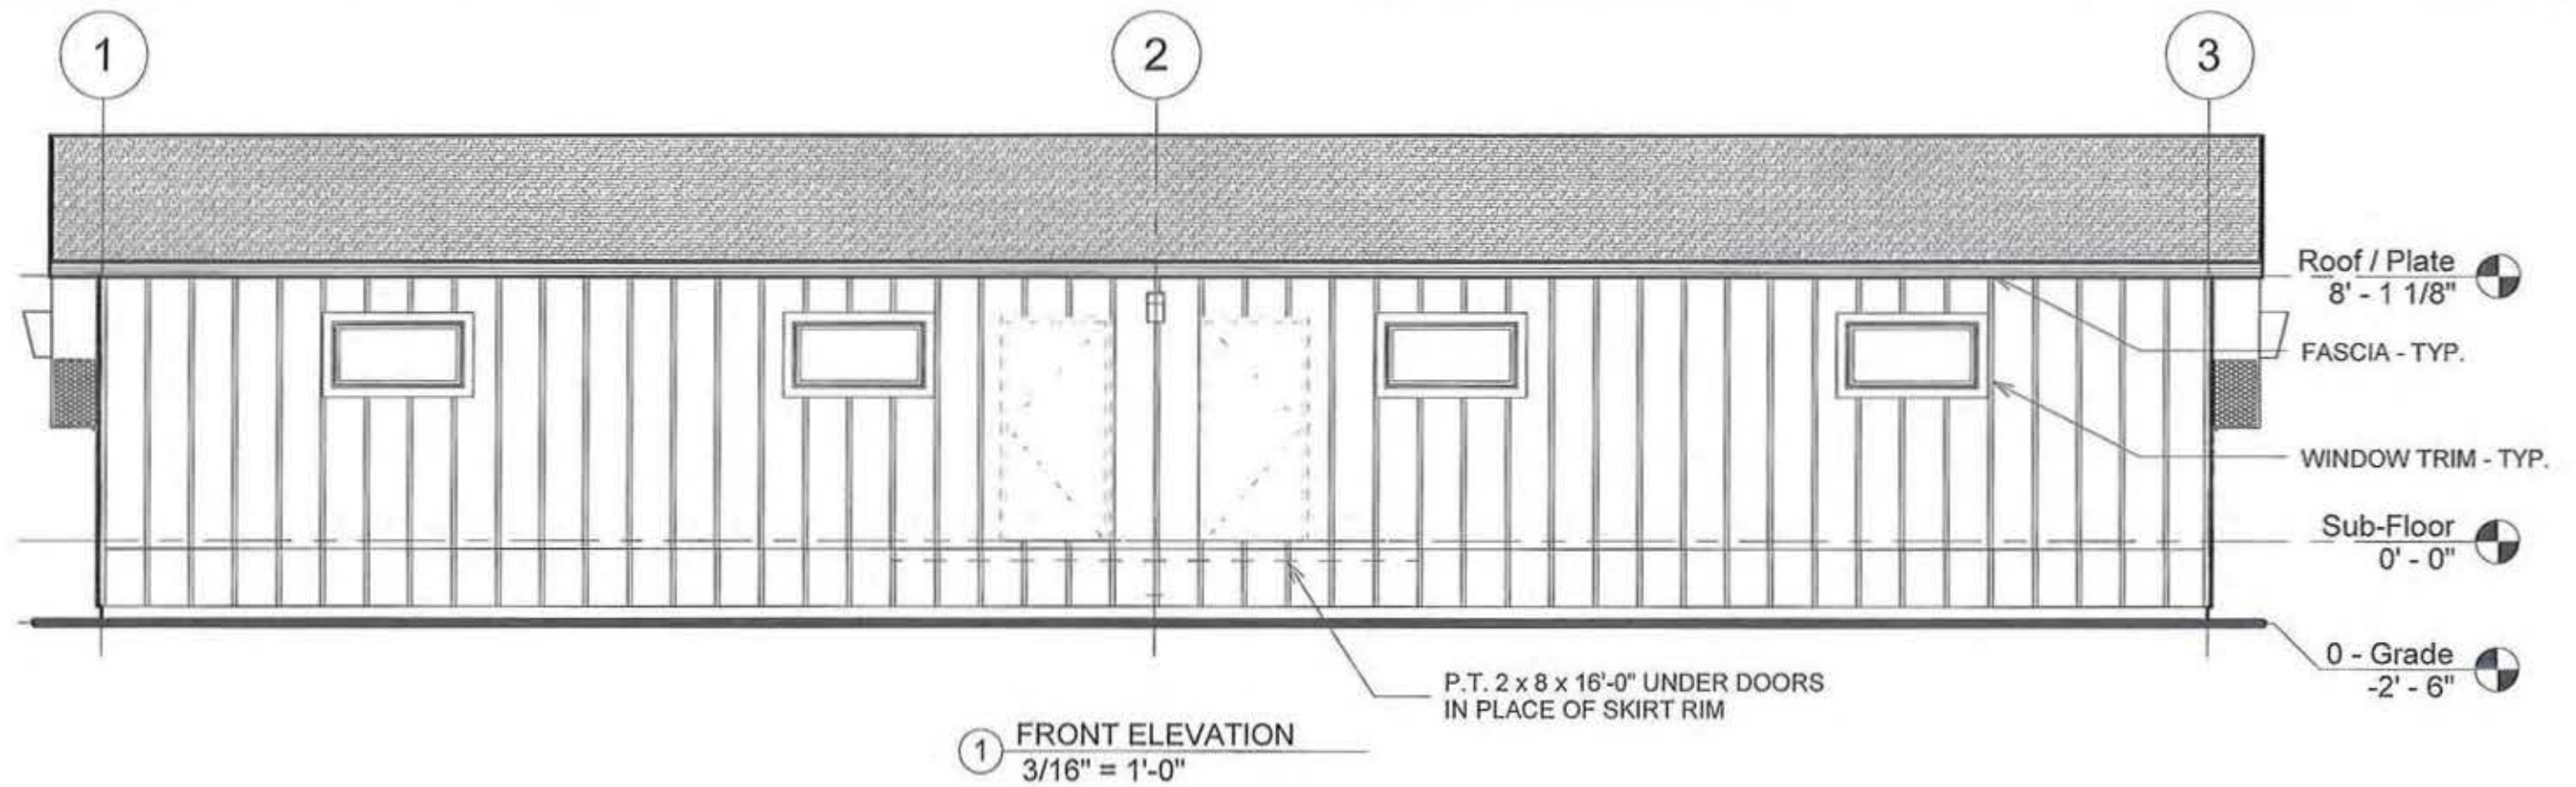 1
2
3
Roof / Plate
8' - 1 1/8"
FASCIA - TYP.
WINDOW TRIM - TYP.
Sub-Floor
0' - 0"
0 - Grade
-2' - 6"
P.T. 2 x 8 x 16'-0" UNDER DOORS
IN PLACE OF SKIRT RIM
1 FRONT ELEVATION
3/16" = 1'-0"